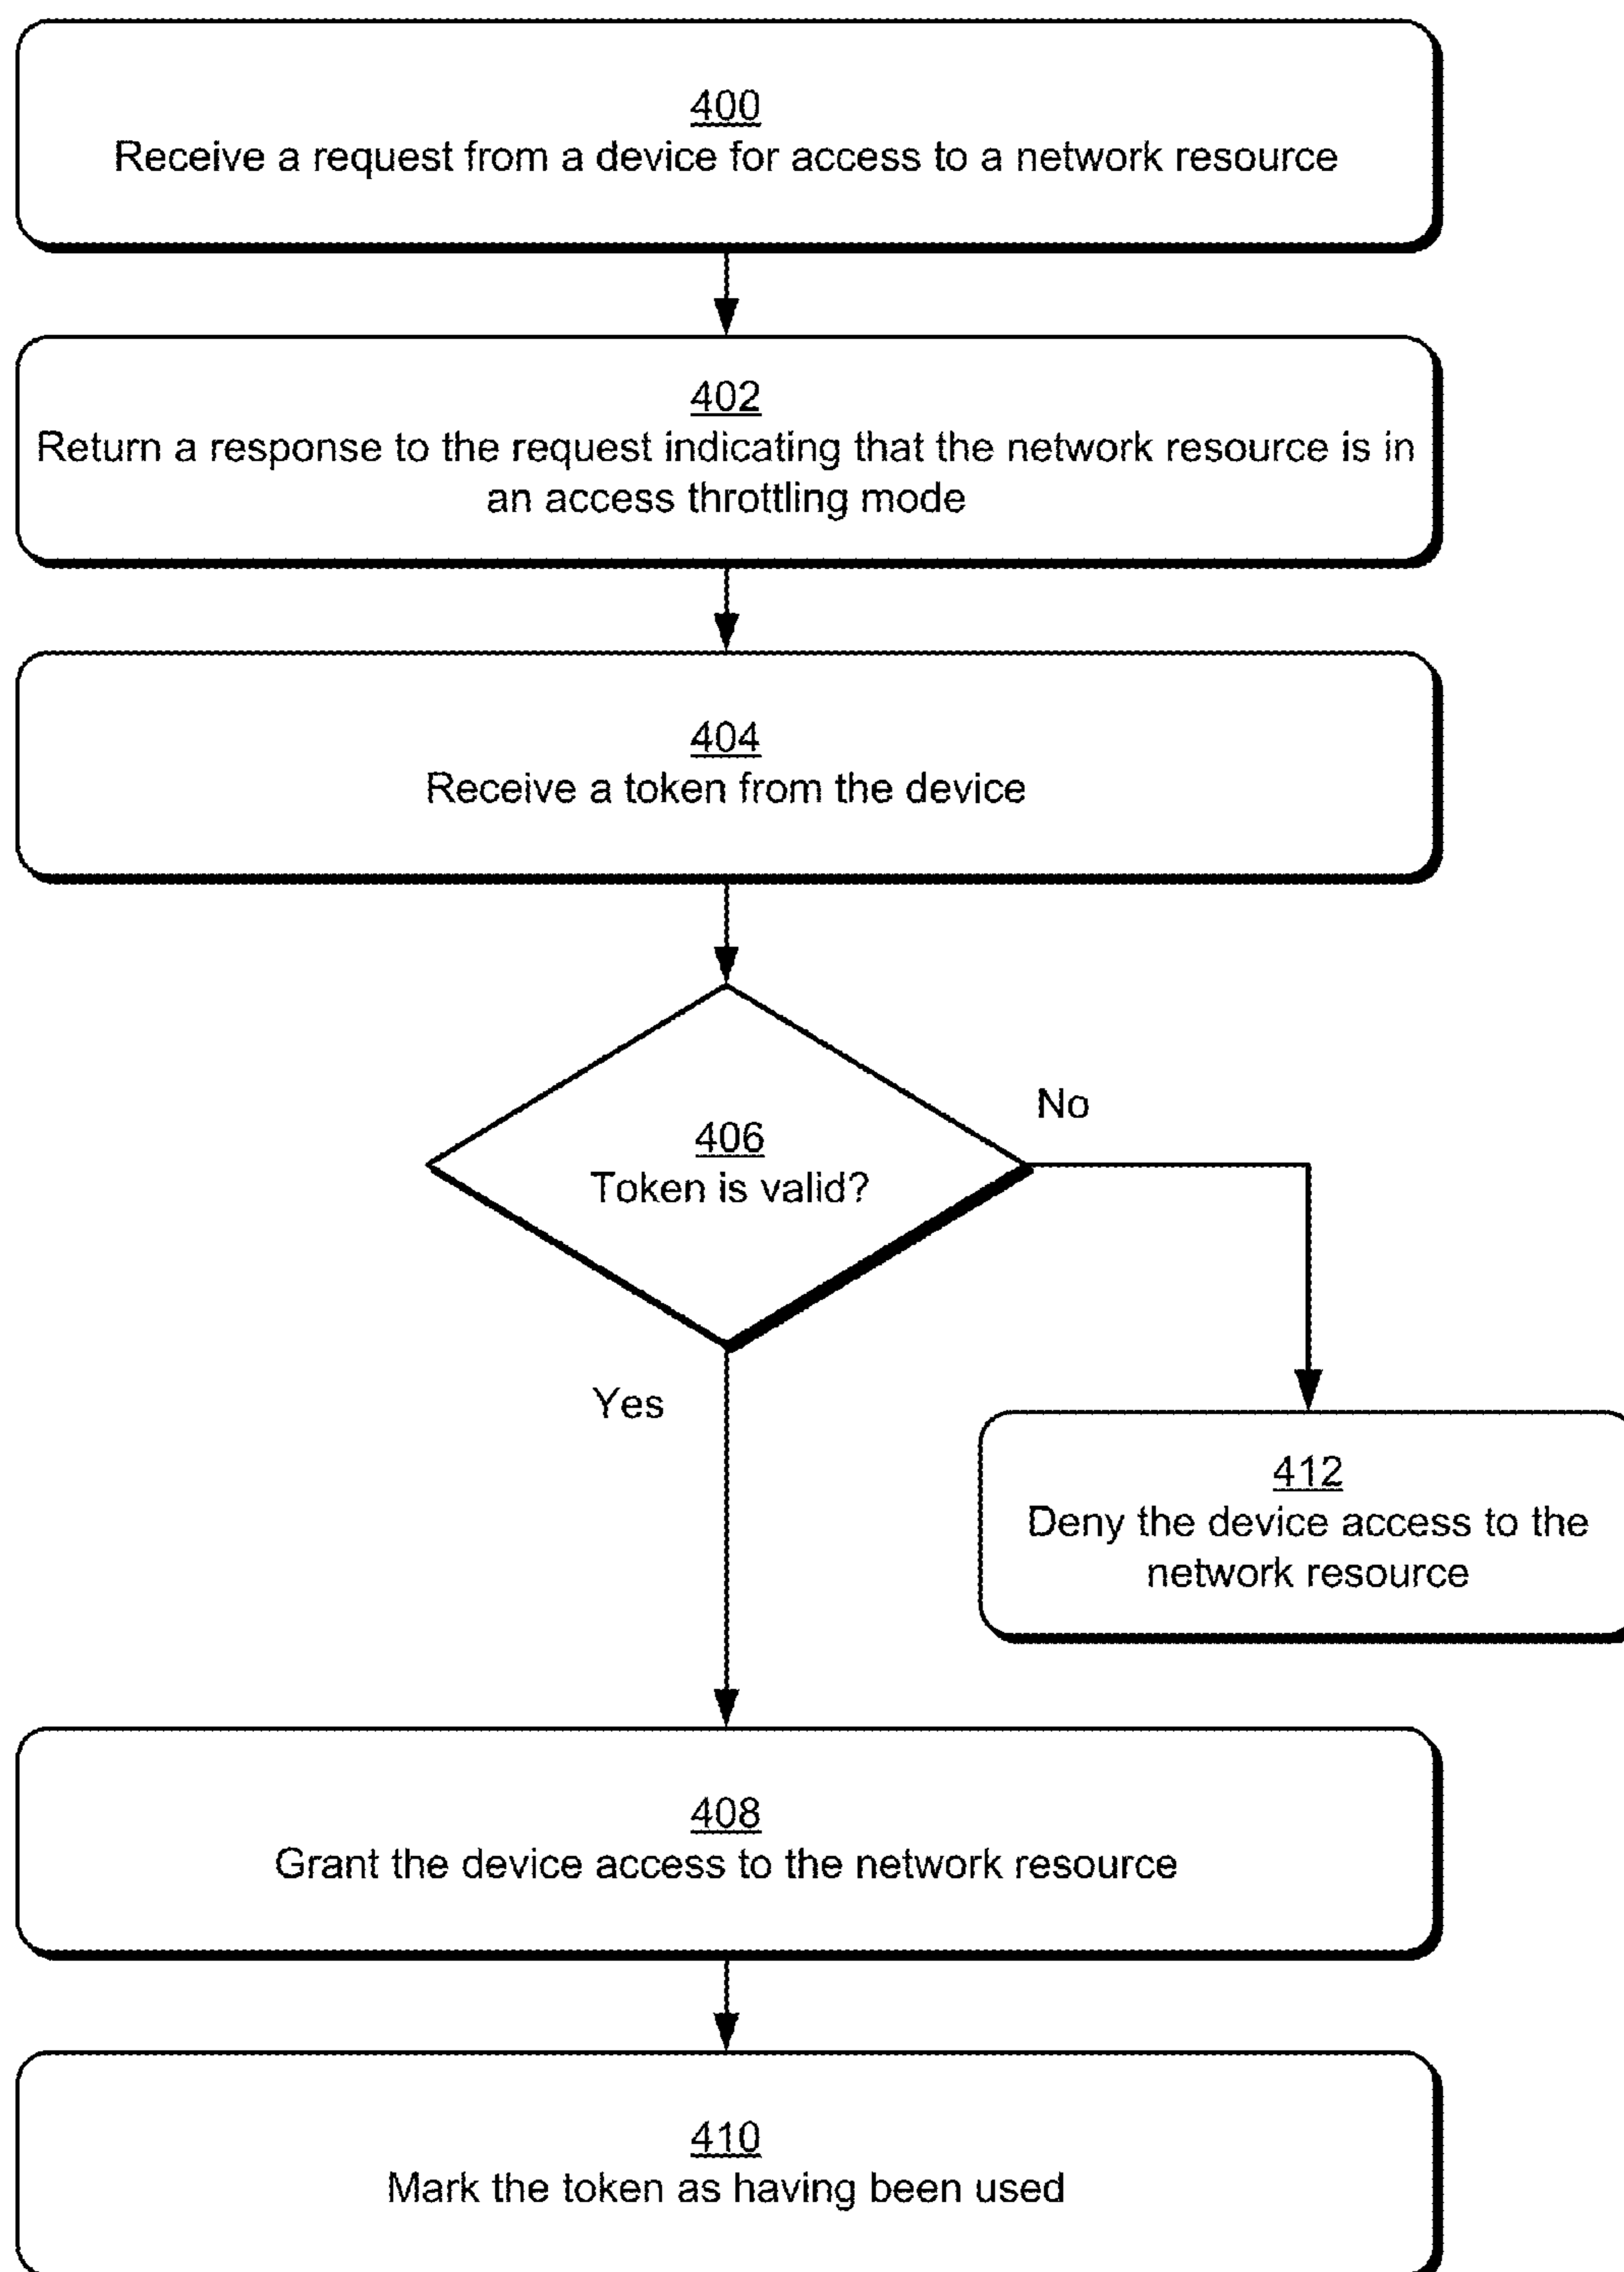 400
Receive a request from a device for access to a network resource
402
Return a response to the request indicating that the network resource is in
an access throttling mode
404
Receive a token from the device
406
Token is valid?
No
Yes
412
Deny the device access to the
network resource
408
Grant the device access to the network resource
410
Mark the token as having been used